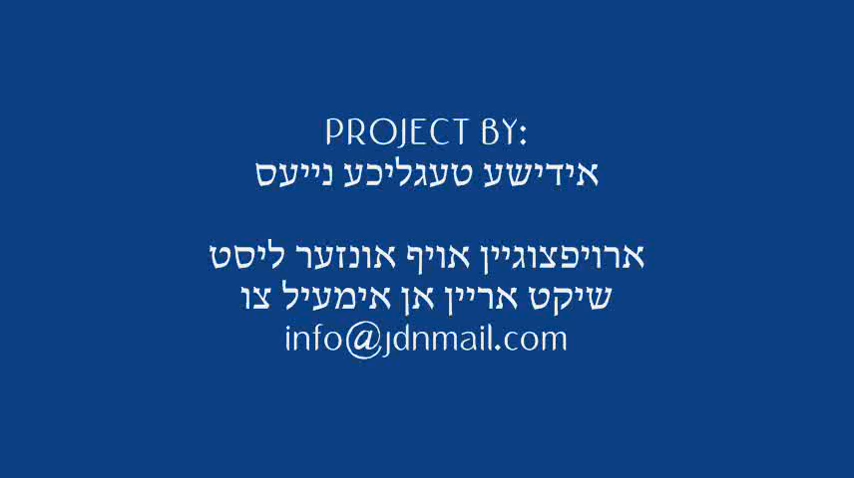 PROJECT BY:
אידישע טעגליכע נייעס
ארויפצוגיין אויף אונזער ליסט
שיקט אריין אן אימעיל צו
info@jdnmail.com